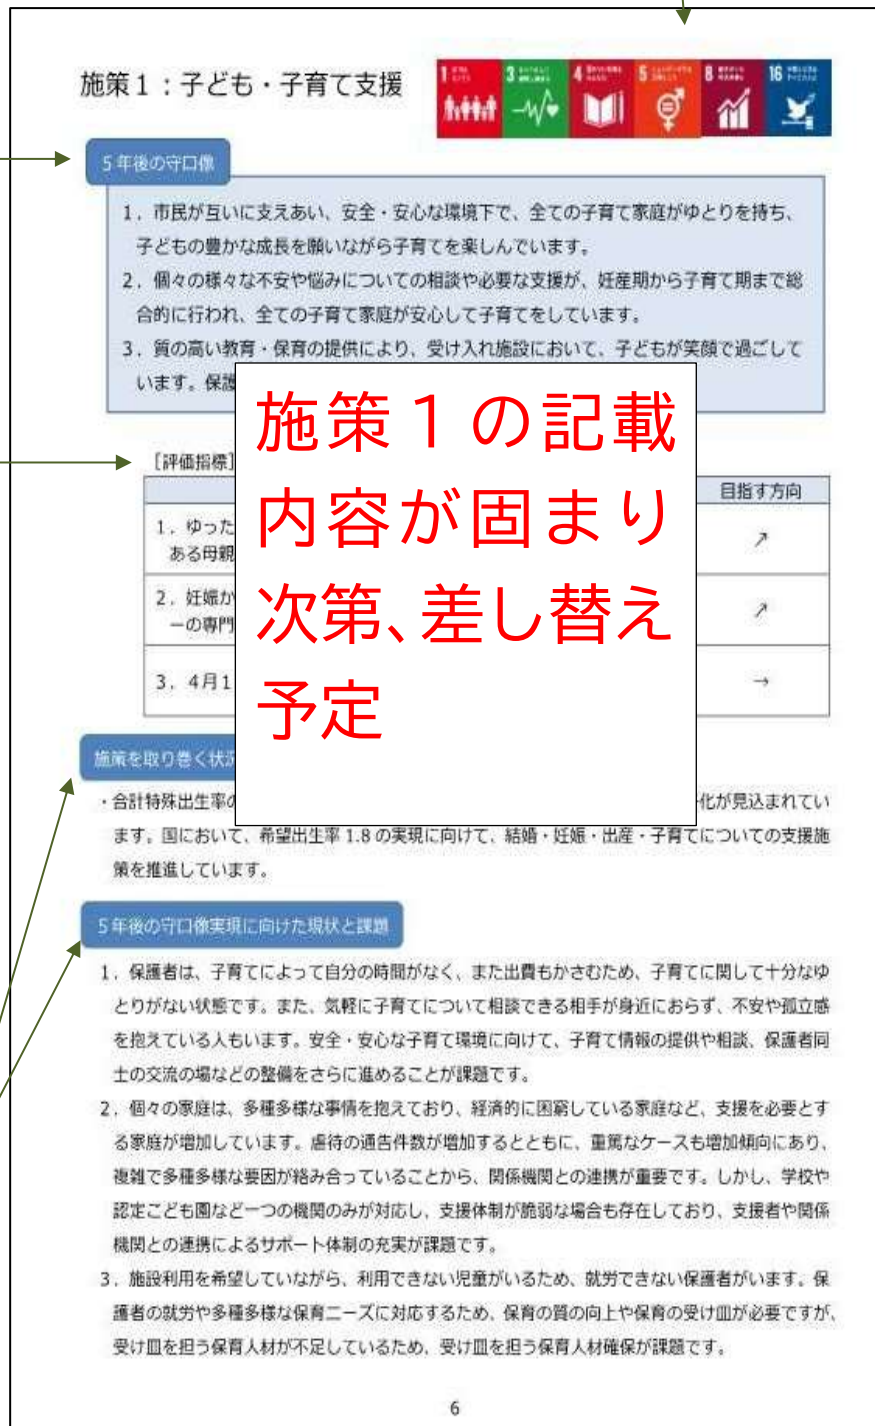 施策1：子ども・子育て支援
1
3
4
5
8
16
5年後の守口像
1．市民が互いに支えあい、安全・安心な環境下で、全ての子育て家庭がゆとりを持ち、
子どもの豊かな成長を願いながら子育てを楽しんでいます。
2．個々の様々な不安や悩みについての相談や必要な支援が、妊産期から子育て期まで総
合的に行われ、全ての子育て家庭が安心して子育てをしています。
3．質の高い教育・保育の提供により、受け入れ施設において、子どもが笑顔で過ごして
います。保護
施策１の記載
内容が固まり
次第、差し替え
予定
［評価指標］
目指す方向
1．ゆった
ある母親
↗
2．妊娠か
ーの専門
↗
3．4月1
→
施策を取り巻く状況
・合計特殊出生率の
化が見込まれてい
ます。国において、希望出生率1.8の実現に向けて、結婚・妊娠・出産・子育てについての支援施
策を推進しています。
5年後の守口像実現に向けた現状と課題
1．保護者は、子育てによって自分の時間がなく、また出費もかさむため、子育てに関して十分なゆ
とりがない状態です。また、気軽に子育てについて相談できる相手が身近におらず、不安や孤立感
を抱えている人もいます。安全・安心な子育て環境に向けて、子育て情報の提供や相談、保護者同
士の交流の場などの整備をさらに進めることが課題です。
2．個々の家庭は、多種多様な事情を抱えており、経済的に困窮している家庭など、支援を必要とす
る家庭が増加しています。虐待の通告件数が増加するとともに、重篤なケースも増加傾向にあり、
複雑で多種多様な要因が絡み合っていることから、関係機関との連携が重要です。しかし、学校や
認定こども園など一つの機関のみが対応し、支援体制が脆弱な場合も存在しており、支援者や関係
機関との連携によるサポート体制の充実が課題です。
3．施設利用を希望していながら、利用できない児童がいるため、就労できない保護者がいます。保
護者の就労や多種多様な保育ニーズに対応するため、保育の質の向上や保育の受け皿が必要ですが、
受け皿を担う保育人材が不足しているため、受け皿を担う保育人材確保が課題です。
6